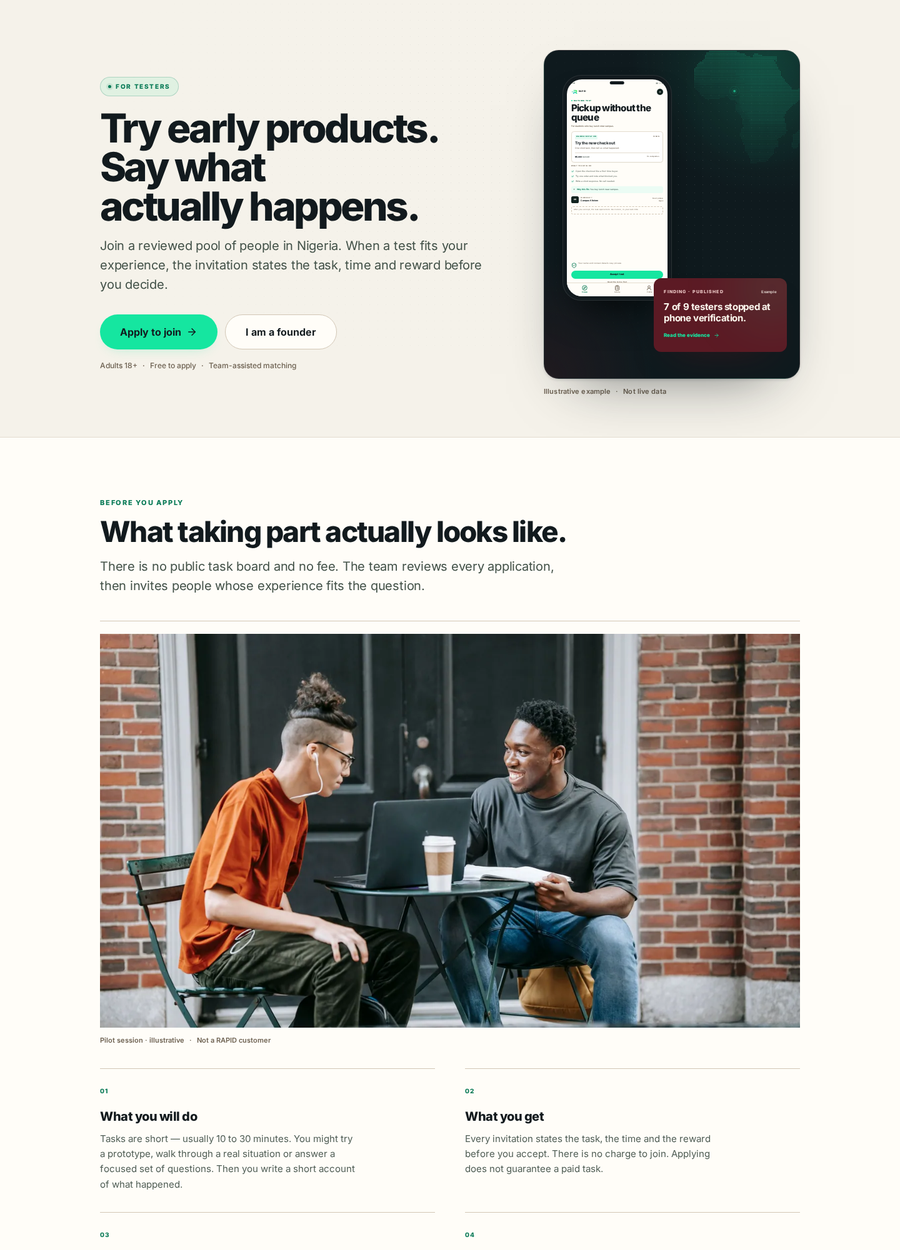 FOR TESTERS
Try early products.
Say what
actually happens.
Join a reviewed pool of people in Nigeria. When a test fits your
experience, the invitation states the task, time and reward before
you decide.
Apply to join →
I am a founder
Adults 18+ · Free to apply · Team-assisted matching
Pick up without the
queue
Try the new checkout
FINDING · PUBLISHED
Example
7 of 9 testers stopped at
phone verification.
Read the evidence →
Illustrative example · Not live data
BEFORE YOU APPLY
What taking part actually looks like.
There is no public task board and no fee. The team reviews every application,
then invites people whose experience fits the question.
Pilot session · illustrative · Not a RAPID customer
01
What you will do
Tasks are short — usually 10 to 30 minutes. You might try
a prototype, walk through a real situation or answer a
focused set of questions. Then you write a short account
of what happened.
02
What you get
Every invitation states the task, the time and the reward
before you accept. There is no charge to join. Applying
does not guarantee a paid task.
03
04